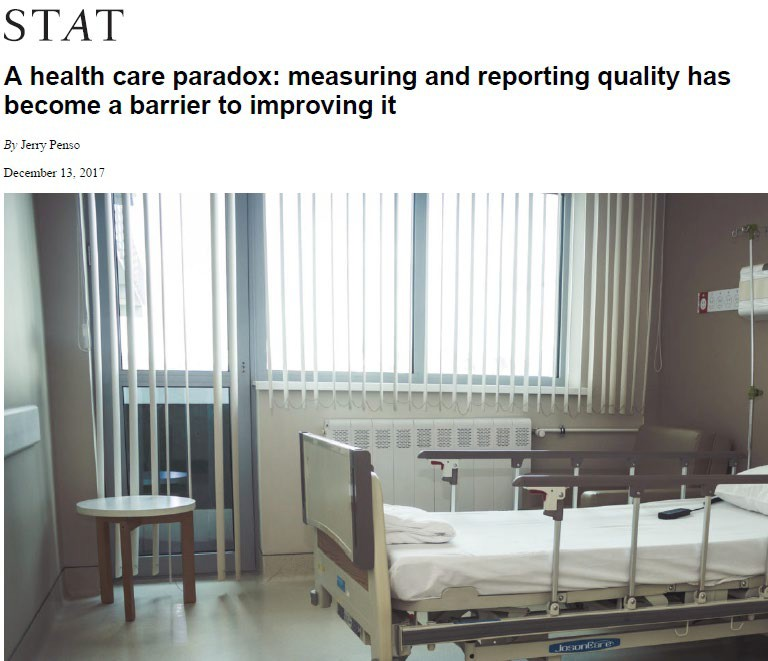 STAT
A health care paradox: measuring and reporting quality has
become a barrier to improving it
By Jerry Penso
December 13, 2017
JosonCare